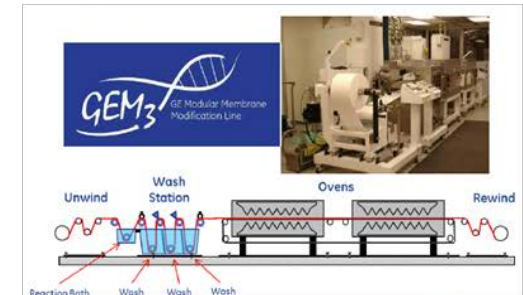 GEM3
GE Modular Membrane
Modification Line
Unwind
Wash
Station
Ovens
Rewind
Reaction Bath
Wash
Wash
Wash